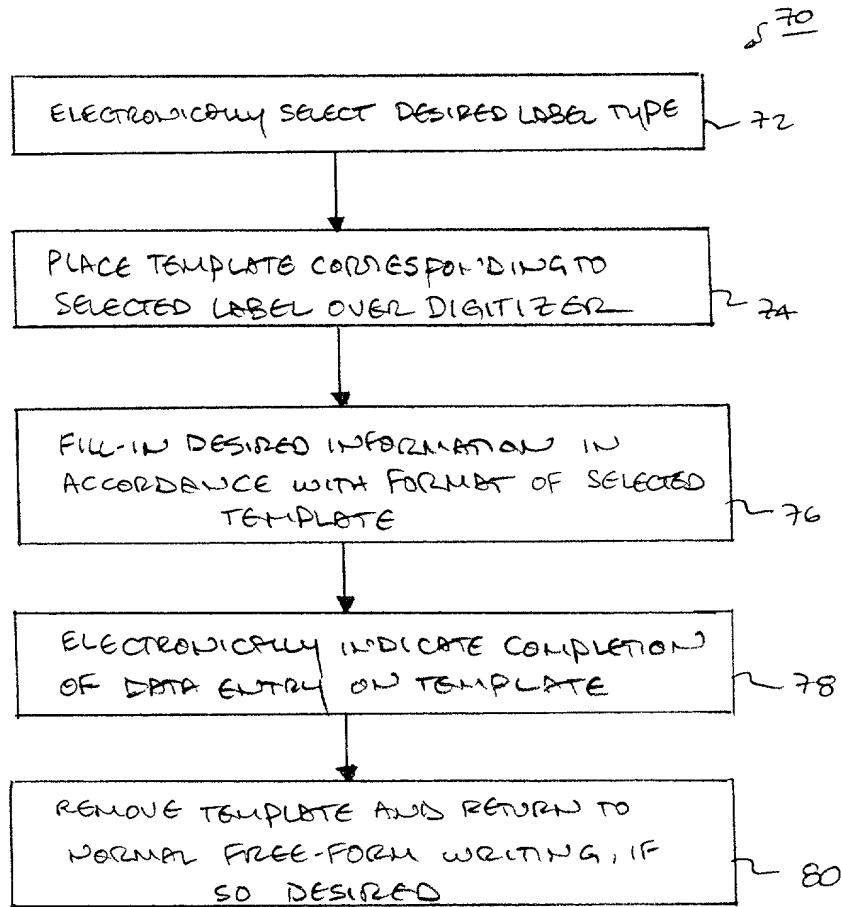 70
ELECTRONICALLY SELECT DESIRED LABEL TYPE
72
PLACE TEMPLATE CORRESPONDING TO
SELECTED LABEL OVER DIGITIZER
74
FILL-IN DESIRED INFORMATION IN
ACCORDANCE WITH FORMAT OF SELECTED
TEMPLATE
76
ELECTRONICALLY INDICATE COMPLETION
OF DATA ENTRY ON TEMPLATE
78
REMOVE TEMPLATE AND RETURN TO
NORMAL FREE-FORM WRITING, IF
SO DESIRED
80